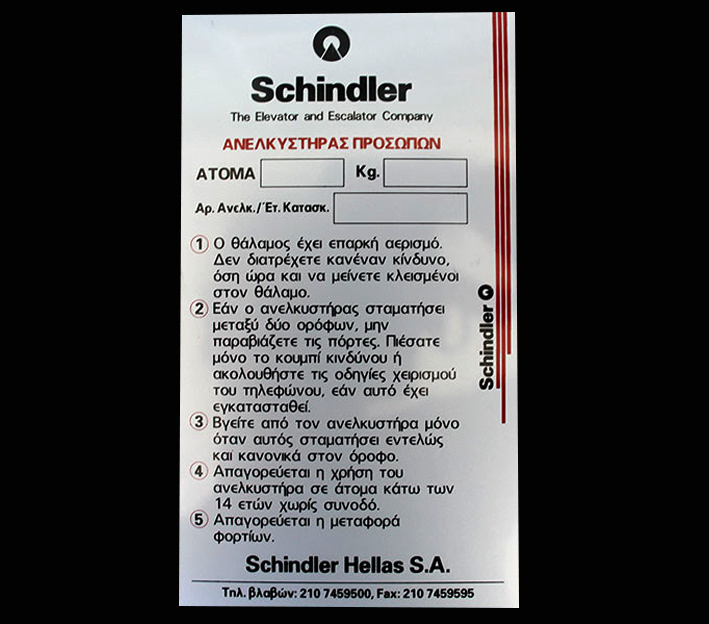 Schindler
The Elevator and Escalator Company
ΑΝΕΛΚΥΣΤΗΡΑΣ ΠΡΟΣΩΠΩΝ
ΑΤΟΜΑ Kg.
Αρ. Ανελκ./Έτ. Κατασκ.
1 Ο θάλαμος έχει επαρκή αερισμό.
Δεν διατρέχετε κανέναν κίνδυνο,
όση ώρα και να μείνετε κλεισμένοι
στον θάλαμο.
2 Εάν ο ανελκυστήρας σταματήσει
μεταξύ δύο ορόφων, μην
παραβιάζετε τις πόρτες. Πιέσατε
μόνο το κουμπί κινδύνου ή
ακολουθήστε τις οδηγίες χειρισμού
του τηλεφώνου, εάν αυτό έχει
εγκατασταθεί.
3 Βγείτε από τον ανελκυστήρα μόνο
όταν αυτός σταματήσει εντελώς
και κανονικά στον όροφο.
4 Απαγορεύεται η χρήση του
ανελκυστήρα σε άτομα κάτω των
14 ετών χωρίς συνοδό.
5 Απαγορεύεται η μεταφορά
φορτίων.
Schindler Hellas S.A.
Τηλ. βλαβών: 210 7459500, Fax: 210 7459595
Schindler